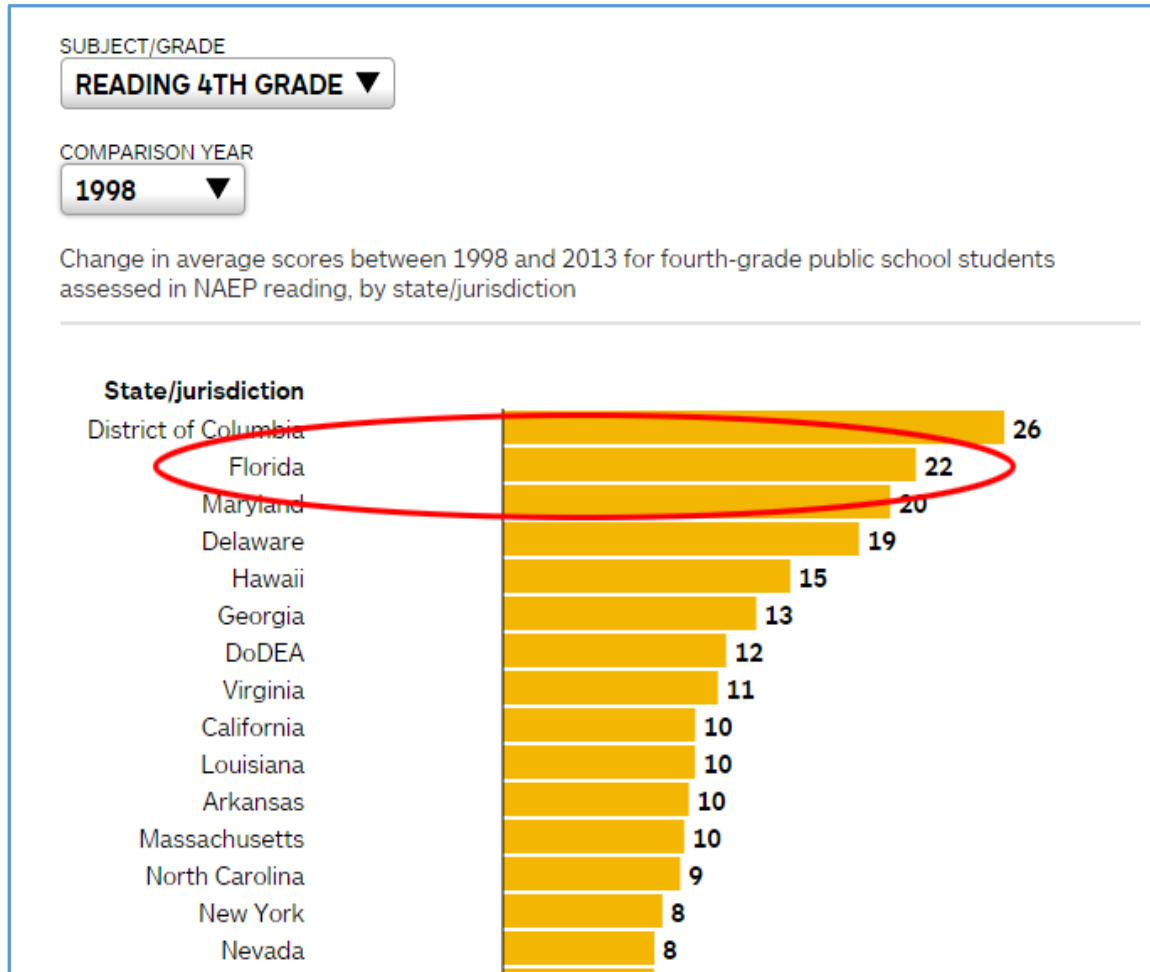 SUBJECT/GRADE
READING 4TH GRADE ▼
COMPARISON YEAR
1998 ▼
Change in average scores between 1998 and 2013 for fourth-grade public school students
assessed in NAEP reading, by state/jurisdiction
State/jurisdiction
District of Columbia 26
Florida 22
Maryland 20
Delaware 19
Hawaii 15
Georgia 13
DoDEA 12
Virginia 11
California 10
Louisiana 10
Arkansas 10
Massachusetts 10
North Carolina 9
New York 8
Nevada 8